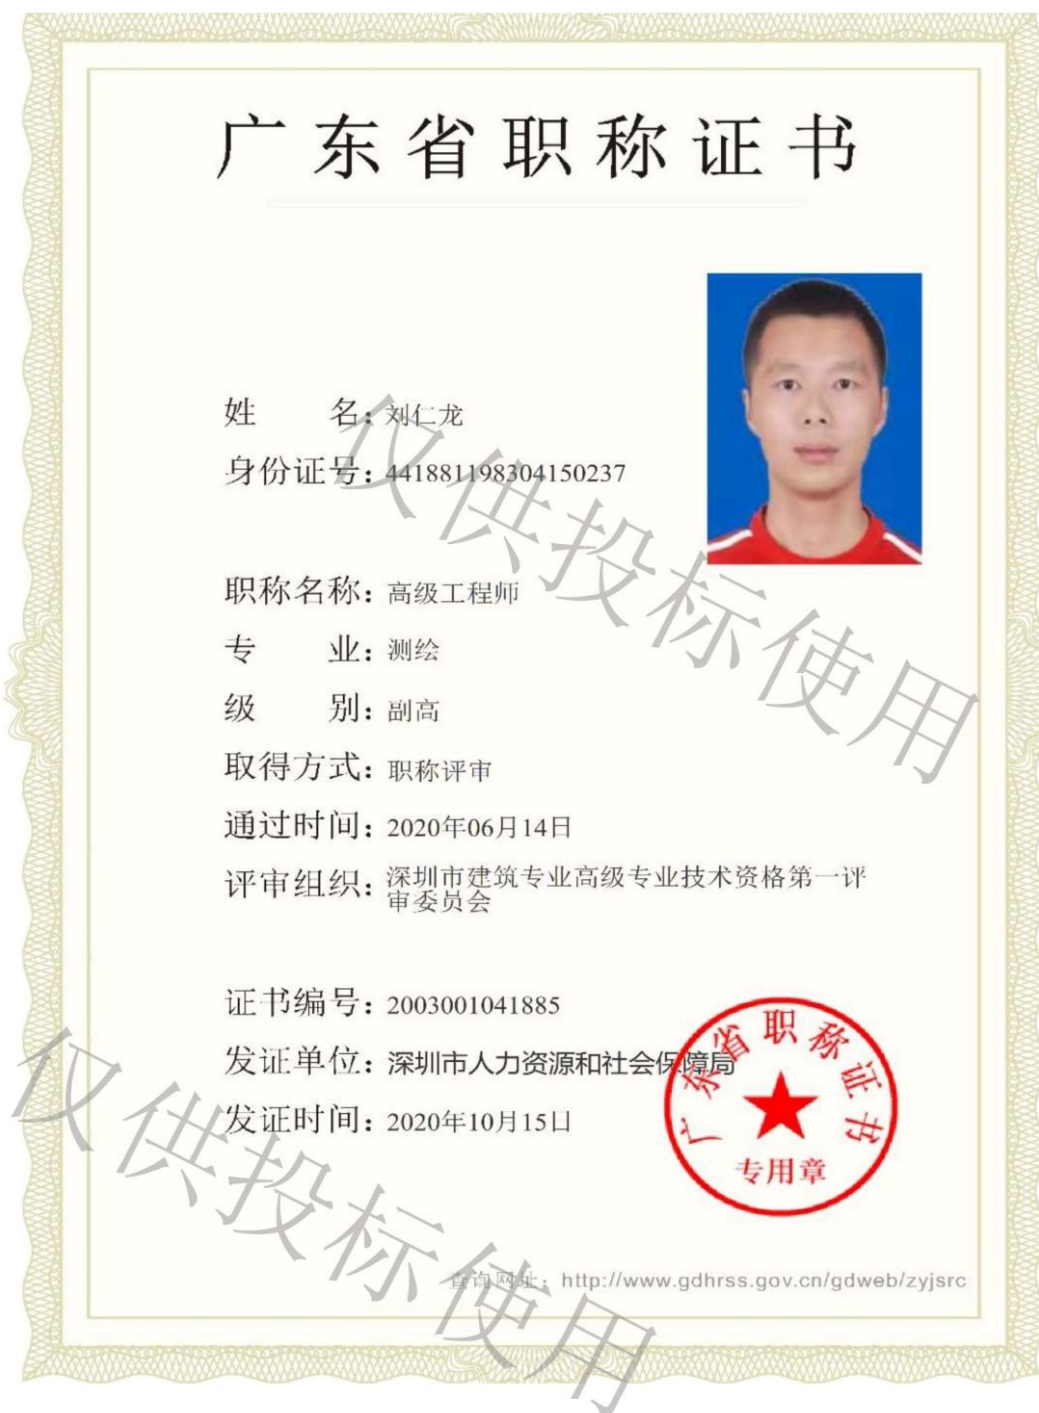 广东省职称证书
姓名：刘仁龙
身份证号：441881198304150237
职称名称：高级工程师
专业：测绘
级别：副高
取得方式：职称评审
通过时间：2020年06月14日
评审组织：深圳市建筑专业高级专业技术资格第一评
审委员会
证书编号：2003001041885
发证单位：深圳市人力资源和社会保障局
发证时间：2020年10月15日
广东省职称证书
专用章
查询网址：http://www.gdhrss.gov.cn/gdweb/zyjsrc
仅供投标使用
仅供投标使用